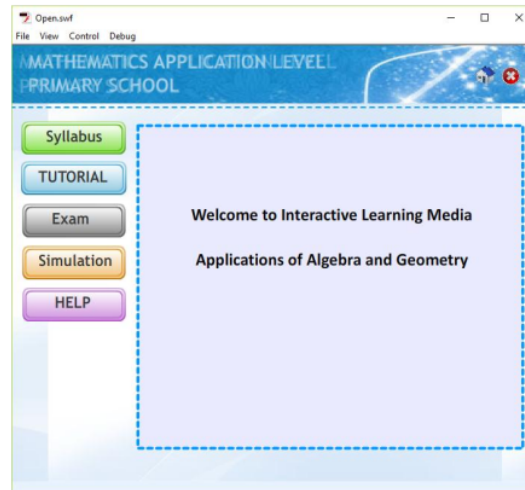 Open.swf
File View Control Debug
MATHEMATICS APPLICATION LEVEL
PRIMARY SCHOOL
Syllabus
TUTORIAL
Exam
Simulation
HELP
Welcome to Interactive Learning Media
Applications of Algebra and Geometry